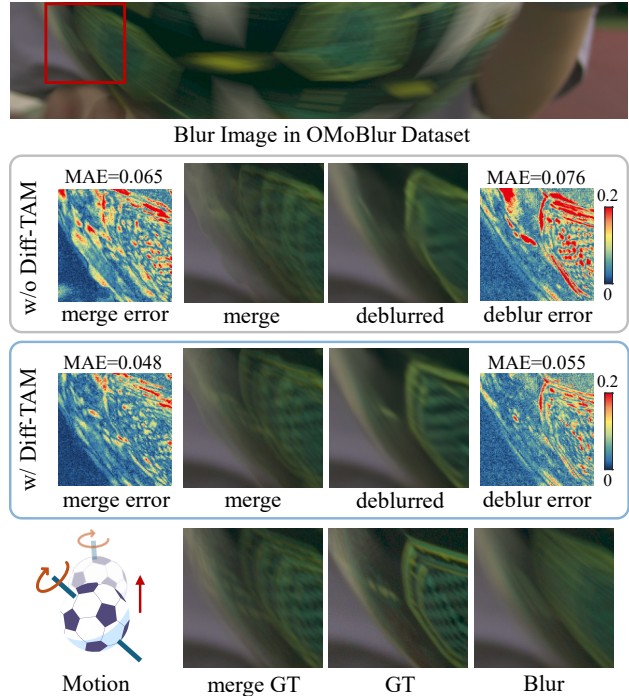 Blur Image in OMoBlur Dataset
w/o Diff-TAM
MAE=0.065
MAE=0.076
0.2
0
merge error
merge
deblurred
deblur error
w/ Diff-TAM
MAE=0.048
MAE=0.055
0.2
0
merge error
merge
deblurred
deblur error
Motion
merge GT
GT
Blur